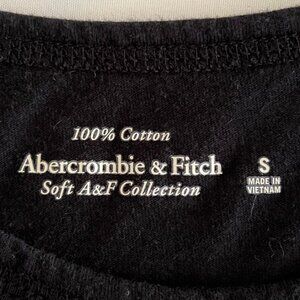 100% Cotton
Abercrombie & Fitch
Soft A&F Collection
S
MADE IN
VIETNAM